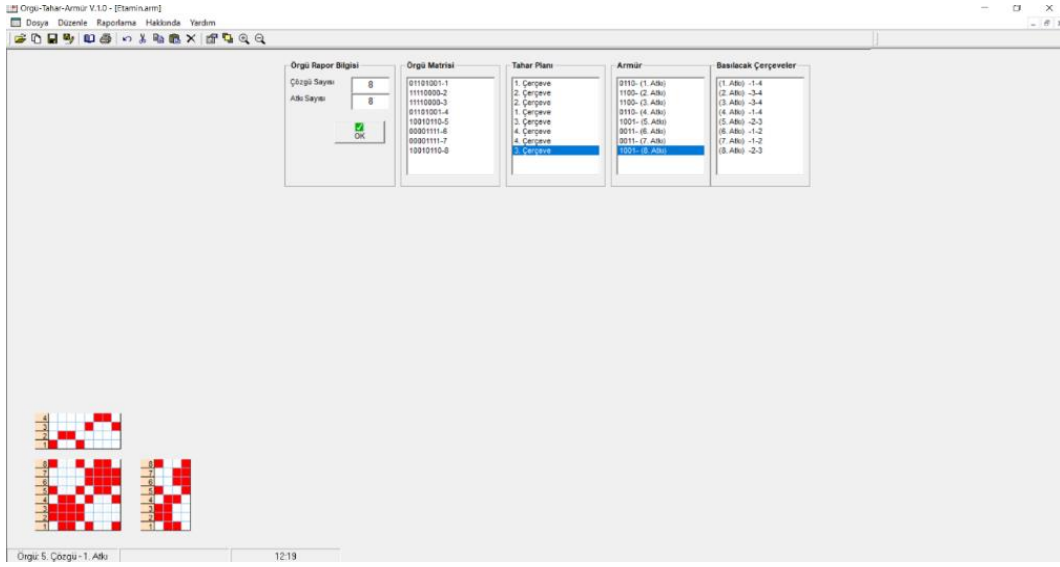 Örgü-Tahar-Armür V.1.0 - [Etamin.arm]
Dosya Düzenle Raporlama Hakkında Yardım
Örgü Rapor Bilgisi
Çözgü Sayısı 8
Atkı Sayısı 8
OK
Örgü Matrisi
01101001-1
11110000-2
11110000-3
01101001-4
10010110-5
00001111-6
00001111-7
10010110-8
Tahar Planı
1. Çerçeve
2. Çerçeve
2. Çerçeve
1. Çerçeve
3. Çerçeve
4. Çerçeve
4. Çerçeve
3. Çerçeve
Armür
0110- (1. Atkı)
1100- (2. Atkı)
1100- (3. Atkı)
0110- (4. Atkı)
1001- (5. Atkı)
0011- (6. Atkı)
0011- (7. Atkı)
1001- (8. Atkı)
Basılacak Çerçeveler
(1. Atkı) -1-4
(2. Atkı) -3-4
(3. Atkı) -3-4
(4. Atkı) -1-4
(5. Atkı) -2-3
(6. Atkı) -1-2
(7. Atkı) -1-2
(8. Atkı) -2-3
4
3
2
1
8
7
6
5
4
3
2
1
8
7
6
5
4
3
2
1
Örgü: 5. Çözgü - 1. Atkı
12:19